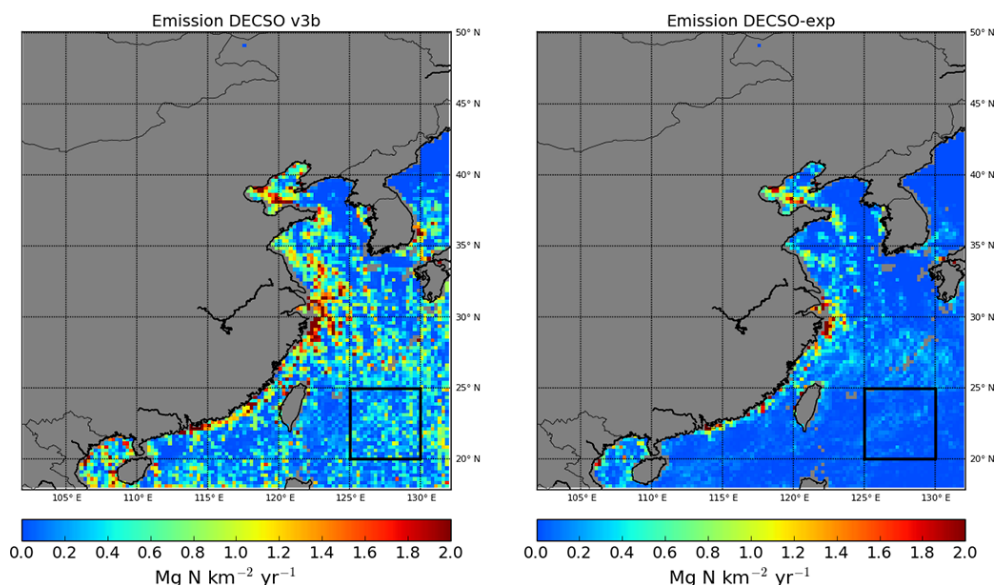 Emission DECSO v3b
50° N
45° N
40° N
35° N
30° N
25° N
20° N
105° E 110° E 115° E 120° E 125° E 130° E
0.0 0.2 0.4 0.6 0.8 1.0 1.2 1.4 1.6 1.8 2.0
Mg N km⁻² yr⁻¹
Emission DECSO-exp
50° N
45° N
40° N
35° N
30° N
25° N
20° N
105° E 110° E 115° E 120° E 125° E 130° E
0.0 0.2 0.4 0.6 0.8 1.0 1.2 1.4 1.6 1.8 2.0
Mg N km⁻² yr⁻¹